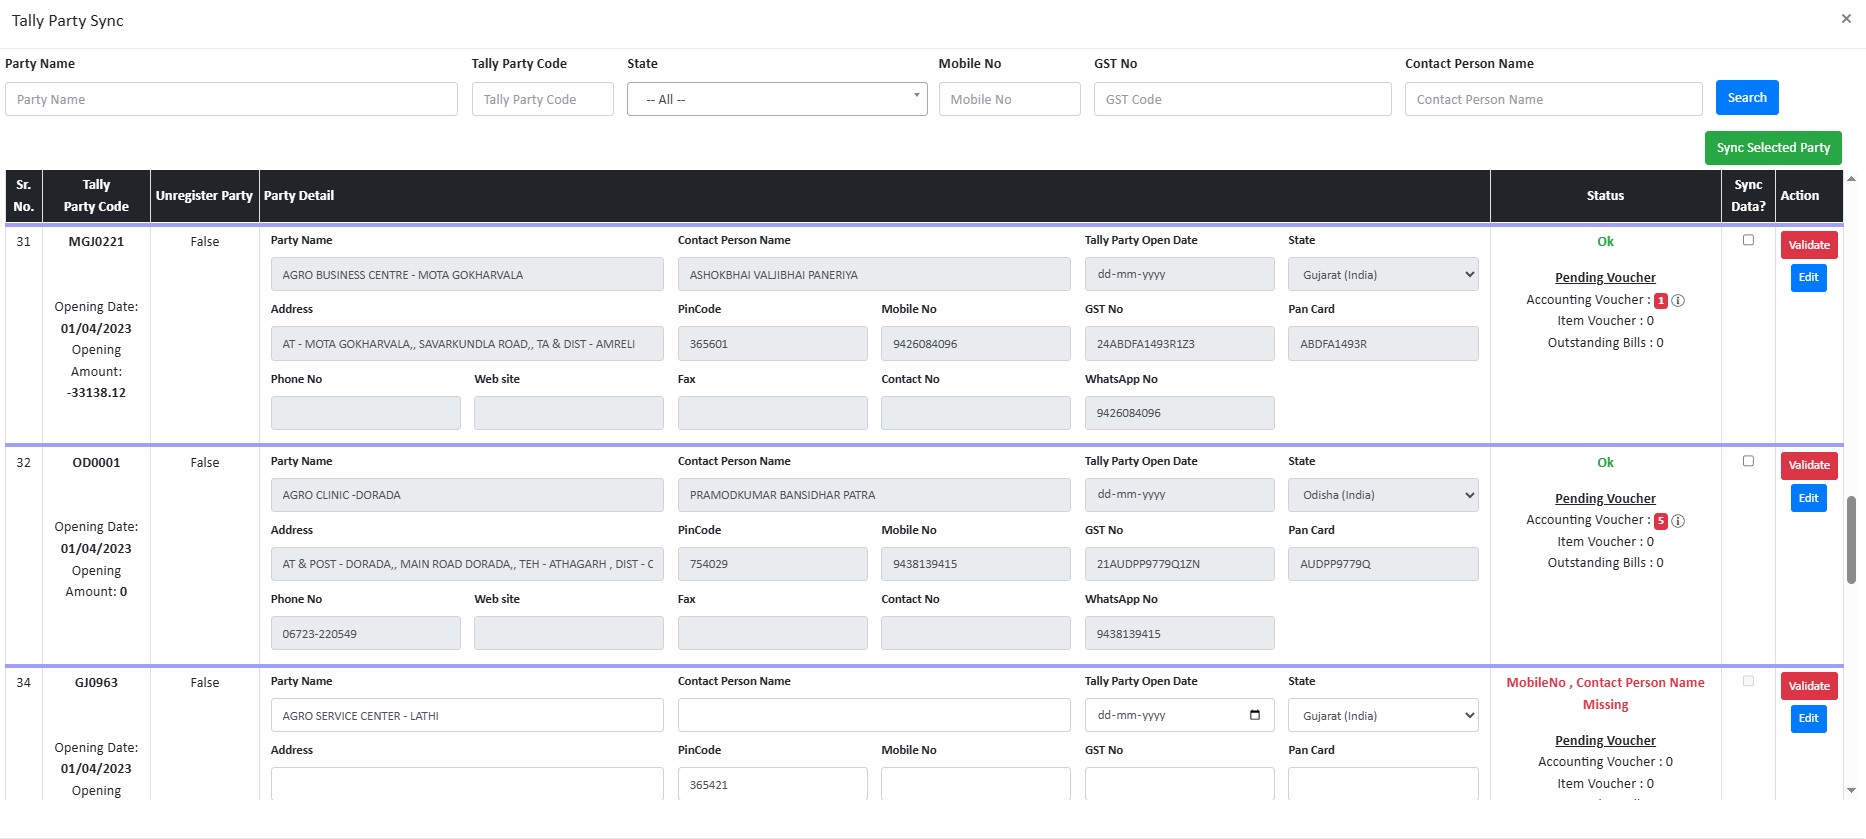 Tally Party Sync
×
Party Name Tally Party Code State Mobile No GST No Contact Person Name
Party Name Tally Party Code -- All -- Mobile No GST Code Contact Person Name Search
Sync Selected Party
Sr. No. Tally Party Code Unregister Party Party Detail Status Sync Data? Action
31 MGJ0221 False Party Name Contact Person Name Tally Party Open Date State Ok Validate
AGRO BUSINESS CENTRE - MOTA GOKHARVALA ASHOKBHAI VALJIBHAI PANERIYA dd-mm-yyyy Gujarat (India) Pending Voucher Edit
Opening Date: Address PinCode Mobile No GST No Pan Card Accounting Voucher : 1
01/04/2023 Item Voucher : 0
Opening AT - MOTA GOKHARVALA,, SAVARKUNDLA ROAD,, TA & DIST - AMRELI 365601 9426084096 24ABDFA1493R1Z3 ABDFA1493R Outstanding Bills : 0
Amount: Phone No Web site Fax Contact No WhatsApp No
-33138.12
9426084096
32 OD0001 False Party Name Contact Person Name Tally Party Open Date State Ok Validate
AGRO CLINIC -DORADA PRAMODKUMAR BANSIDHAR PATRA dd-mm-yyyy Odisha (India) Pending Voucher Edit
Opening Date: Address PinCode Mobile No GST No Pan Card Accounting Voucher : 5
01/04/2023 Item Voucher : 0
Opening AT & POST - DORADA,, MAIN ROAD DORADA,, TEH - ATHAGARH , DIST - C 754029 9438139415 21AUDPP9779Q1ZN AUDPP9779Q Outstanding Bills : 0
Amount: 0 Phone No Web site Fax Contact No WhatsApp No
06723-220549 9438139415
34 GJ0963 False Party Name Contact Person Name Tally Party Open Date State MobileNo , Contact Person Name Validate
Missing
AGRO SERVICE CENTER - LATHI dd-mm-yyyy Gujarat (India) Edit
Opening Date: Address PinCode Mobile No GST No Pan Card Pending Voucher
01/04/2023 Accounting Voucher : 0
Opening 365421 Item Voucher : 0